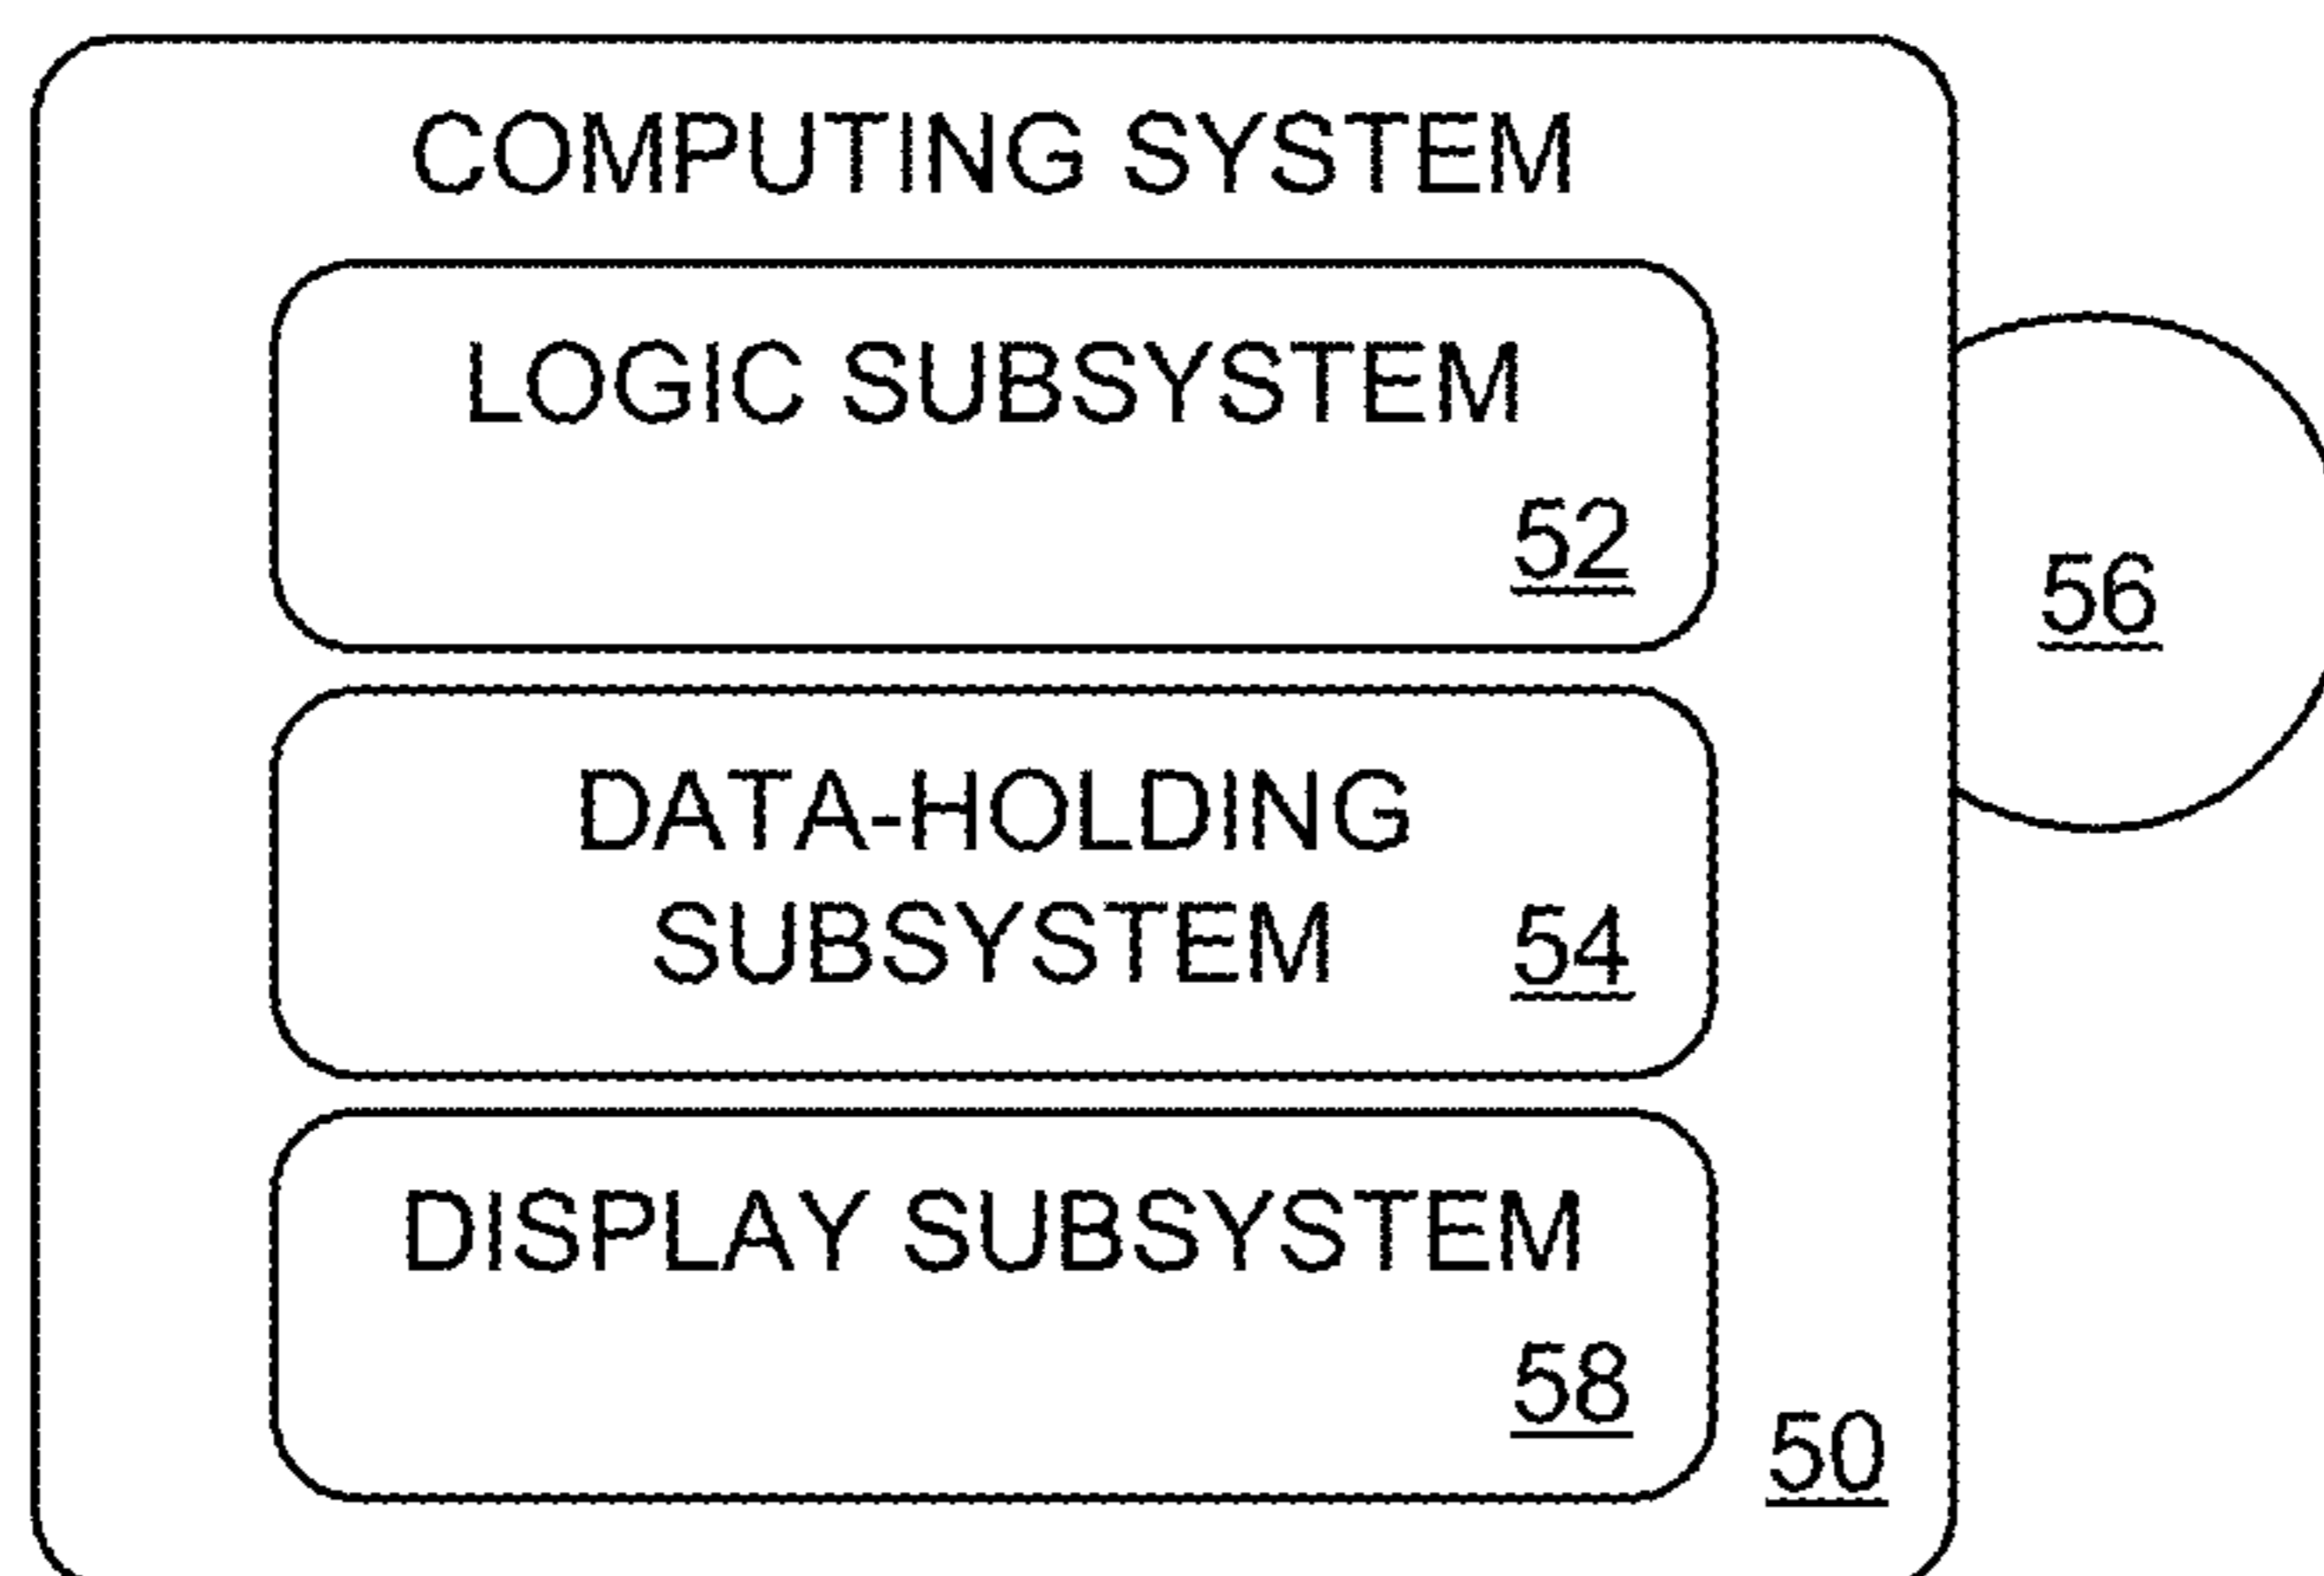 COMPUTING SYSTEM
LOGIC SUBSYSTEM
52
56
DATA-HOLDING
SUBSYSTEM 54
DISPLAY SUBSYSTEM
58
50